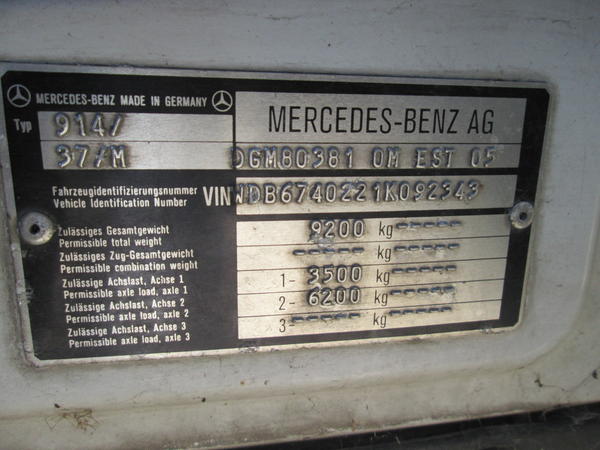 MERCEDES-BENZ MADE IN GERMANY
MERCEDES-BENZ AG
Typ 914/
37/M DGM80381 0M EST 05
Fahrzeugidentifizierungsnummer
Vehicle Identification Number VIN WDB6740221K092343
Zulässiges Gesamtgewicht
Permissible total weight 9200 kg-----
Zulässiges Zug-Gesamtgewicht
Permissible combination weight ----- kg-----
Zulässige Achslast, Achse 1
Permissible axle load, axle 1 1- 3500 kg-----
Zulässige Achslast, Achse 2
Permissible axle load, axle 2 2- 6200 kg-----
Zulässige Achslast, Achse 3
Permissible axle load, axle 3 3- ----- kg-----